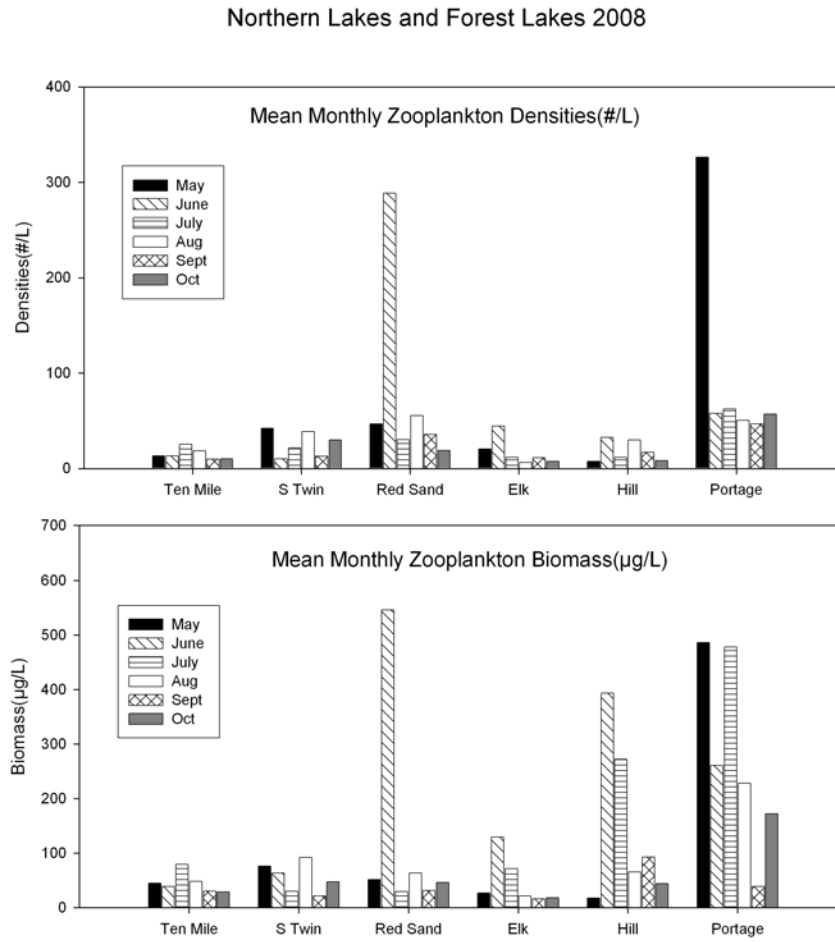 Northern Lakes and Forest Lakes 2008
Mean Monthly Zooplankton Densities(#/L)
Densities(#/L)
400
300
200
100
0
May
June
July
Aug
Sept
Oct
Ten Mile S Twin Red Sand Elk Hill Portage
Mean Monthly Zooplankton Biomass(µg/L)
Biomass(µg/L)
700
600
500
400
300
200
100
0
May
June
July
Aug
Sept
Oct
Ten Mile S Twin Red Sand Elk Hill Portage